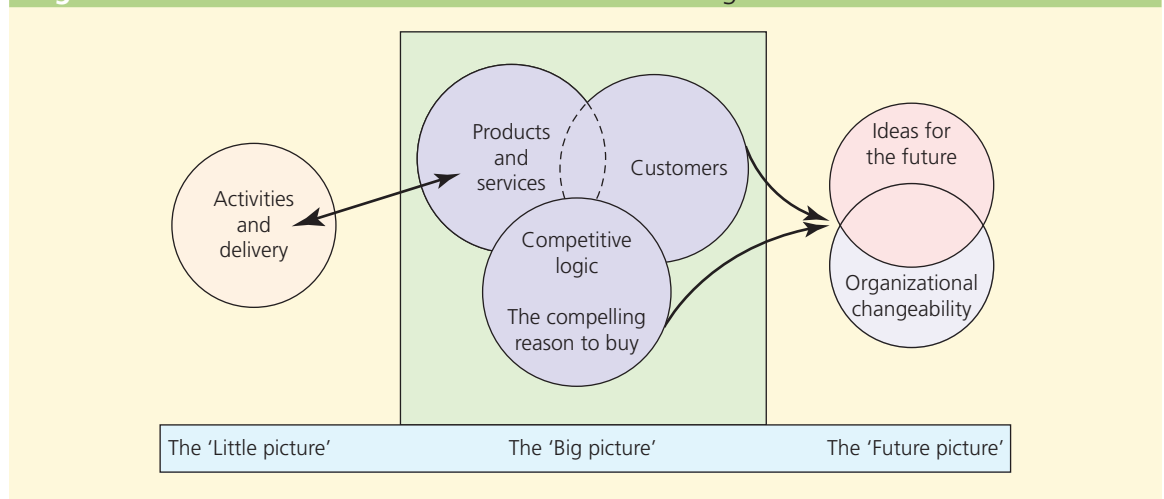 Activities
and
delivery
Products
and
services
Customers
Competitive
logic
The compelling
reason to buy
Ideas for
the future
Organizational
changeability
The ‘Little picture’
The ‘Big picture’
The ‘Future picture’